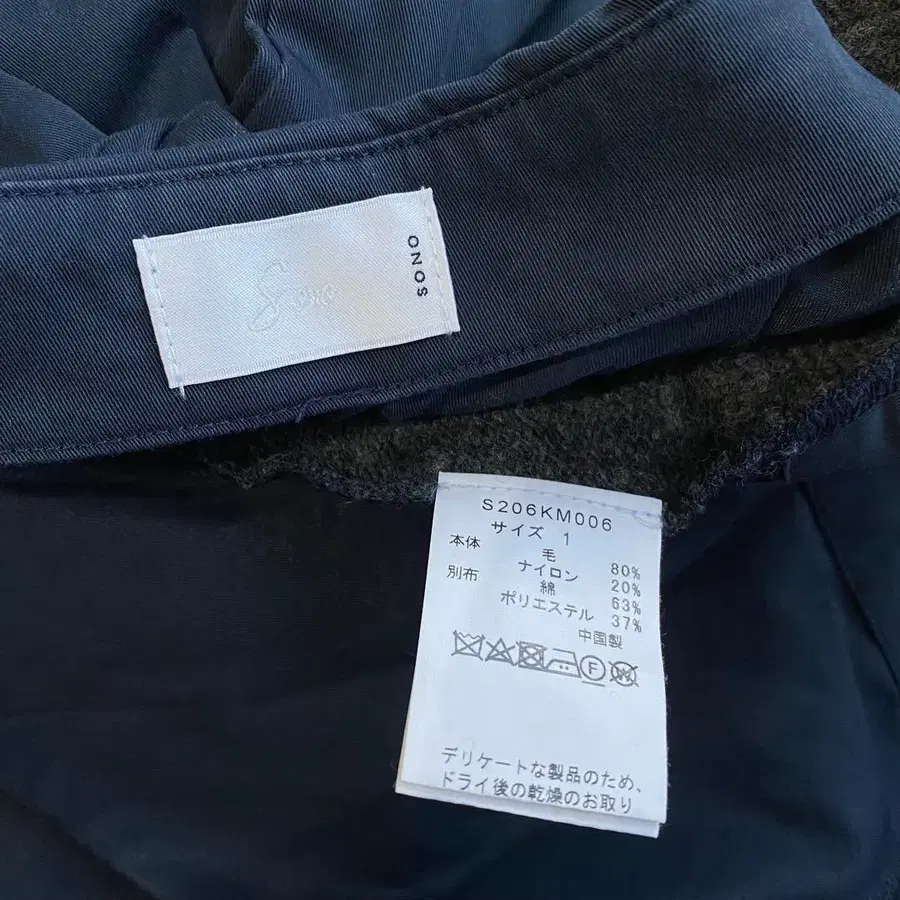 Sono
SONO
S206KM006
サイズ 1
本体 毛 80%
ナイロン 20%
別布 綿 63%
ポリエステル 37%
中国製
F W
デリケートな製品のため、
ドライ後の乾燥のお取り